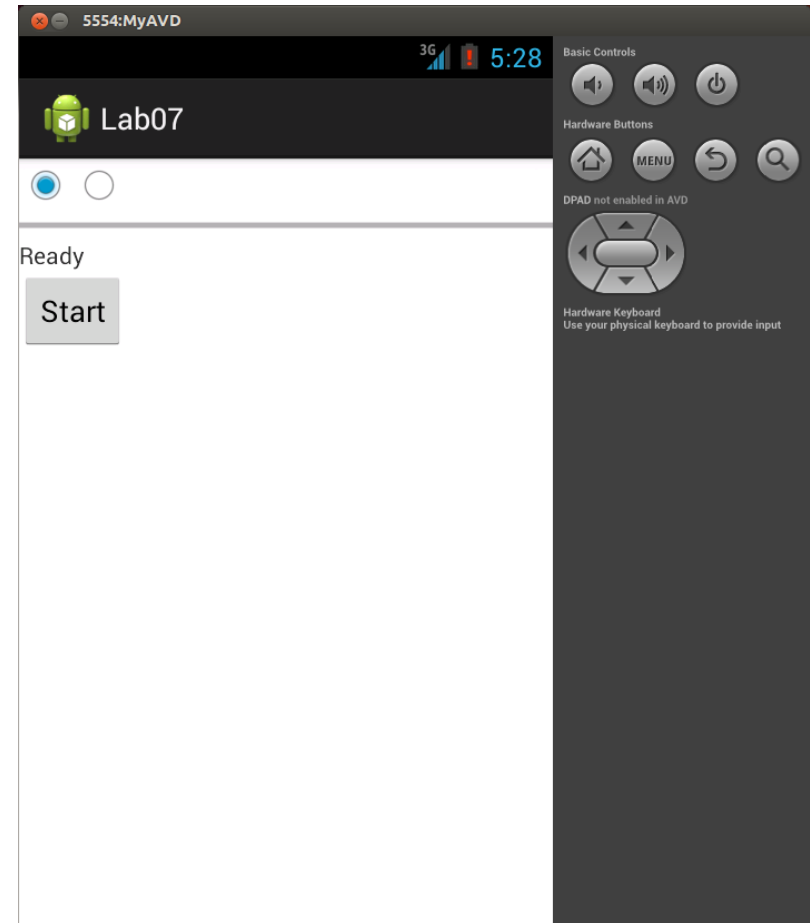 5554:MyAVD
3G 5:28
Lab07
Ready
Start
Basic Controls
Hardware Buttons
MENU
DPAD not enabled in AVD
Hardware Keyboard
Use your physical keyboard to provide input